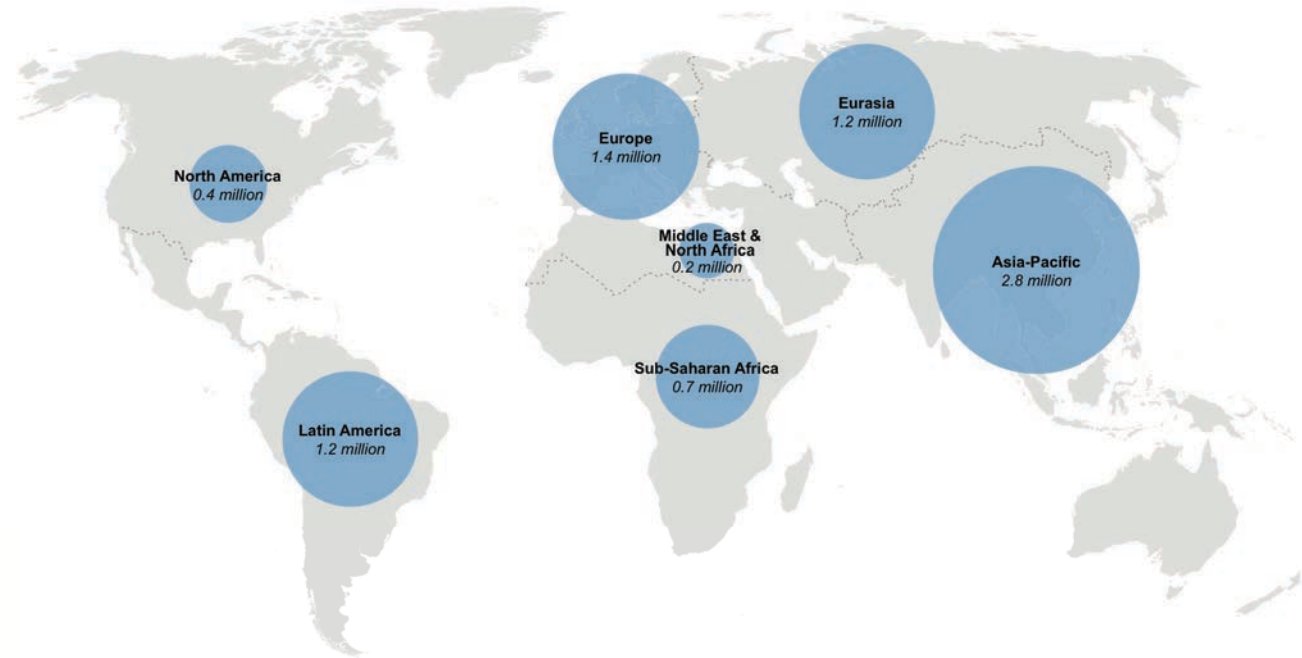 Eurasia
1.2 million
Europe
1.4 million
North America
0.4 million
Middle East &
North Africa
0.2 million
Asia-Pacific
2.8 million
Sub-Saharan Africa
0.7 million
Latin America
1.2 million